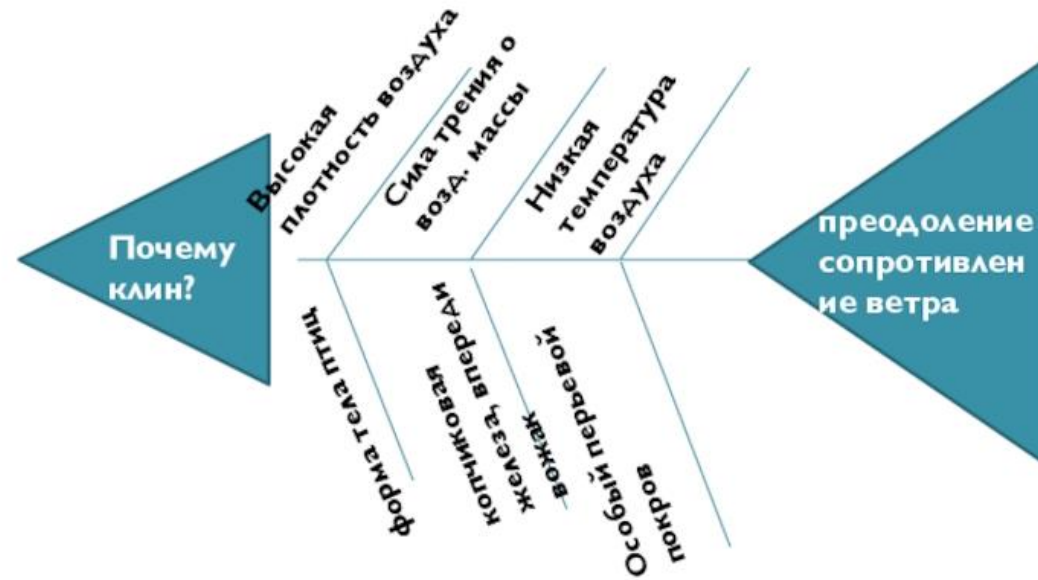 Почему
клин?
Высокая
плотность воздуха
Сила трения о
возд. массы
Низкая
температура
воздуха
форма тела птиц
копчиковая
железа, впереди
вожак
Особый перьевой
покров
преодоление
сопротивлен
ие ветра